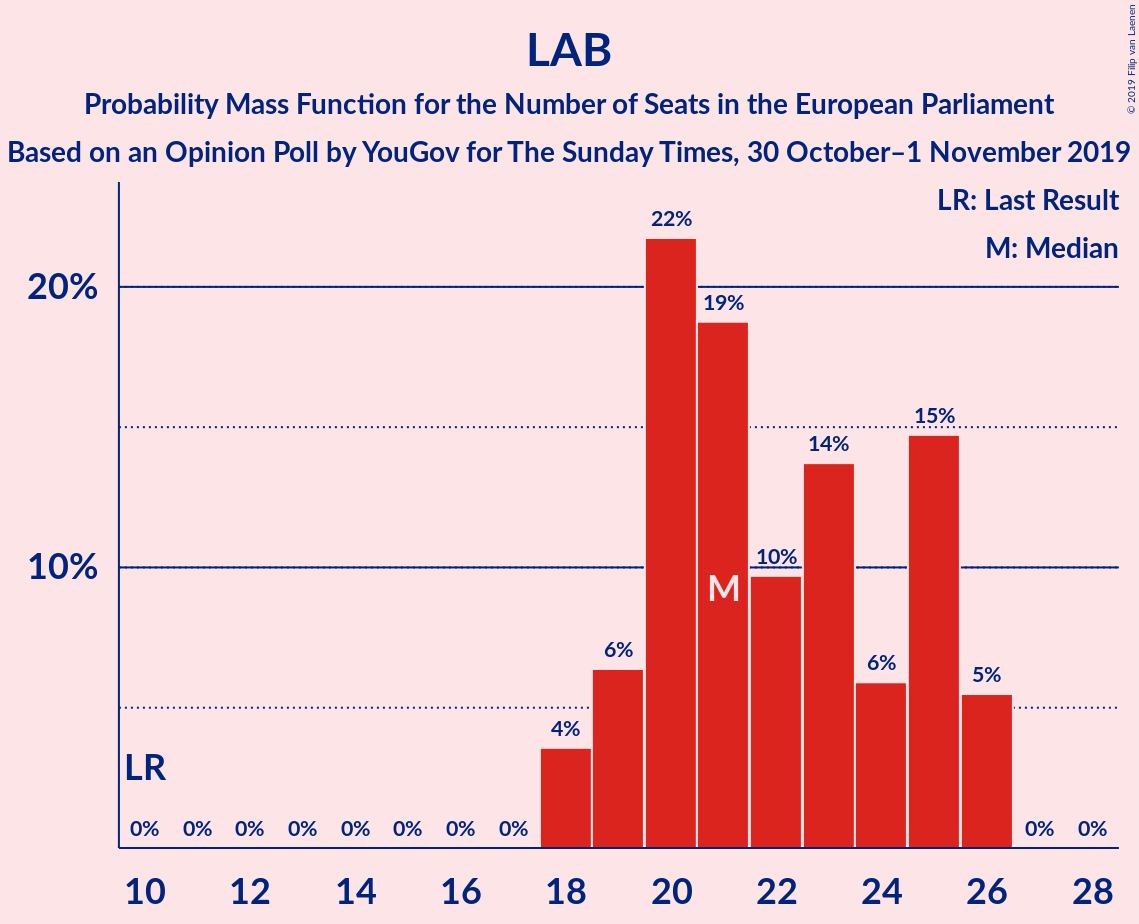 LAB
Probability Mass Function for the Number of Seats in the European Parliament
Based on an Opinion Poll by YouGov for The Sunday Times, 30 October–1 November 2019
© 2019 Filip van Laenen
LR: Last Result
M: Median
20%
10%
22%
19%
15%
14%
10%
M
6%
6%
5%
4%
LR
0% 0% 0% 0% 0% 0% 0% 0% 0% 0%
10 12 14 16 18 20 22 24 26 28